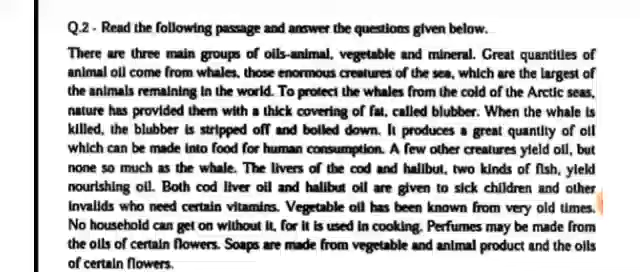 Q.2 - Read the following passage and answer the questions given below.
There are three main groups of oils-animal, vegetable and mineral. Great quantities of
animal oil come from whales, those enormous creatures of the sea, which are the largest of
the animals remaining in the world. To protect the whales from the cold of the Arctic seas,
nature has provided them with a thick covering of fat, called blubber. When the whale is
killed, the blubber is stripped off and boiled down. It produces a great quantity of oil
which can be made into food for human consumption. A few other creatures yield oil, but
none so much as the whale. The livers of the cod and halibut, two kinds of fish, yield
nourishing oil. Both cod liver oil and halibut oil are given to sick children and other
invalids who need certain vitamins. Vegetable oil has been known from very old times.
No household can get on without it, for it is used in cooking. Perfumes may be made from
the oils of certain flowers. Soaps are made from vegetable and animal product and the oils
of certain flowers.